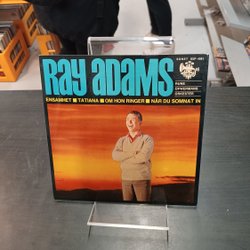 RAY ADAMS
ENSAMHET ■ TATIANA ■ OM HON RINGER ■ NÄR DU SOMNAT IN